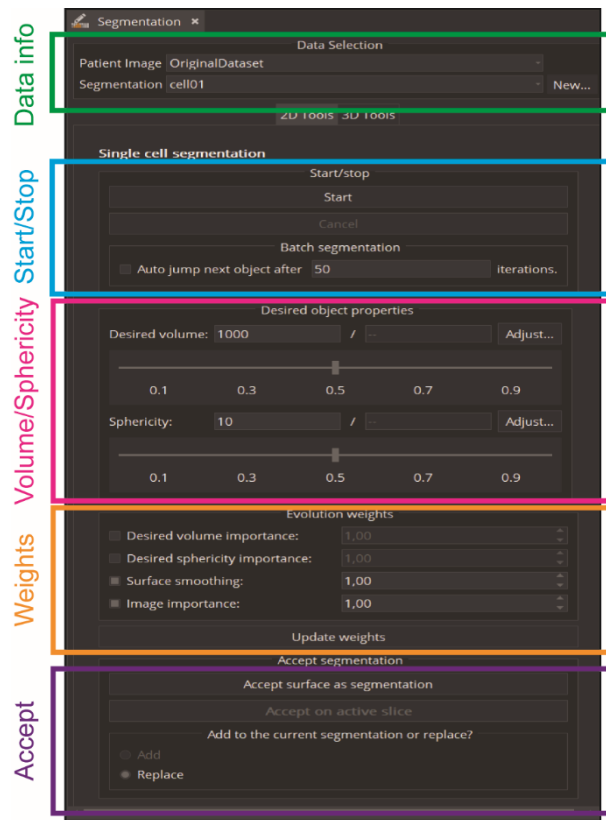 Segmentation ×
Data info
Data Selection
Patient Image OriginalDataset
Segmentation cell01 New...
2D Tools 3D Tools
Single cell segmentation
Start/Stop
Start/stop
Start
Cancel
Batch segmentation
Auto jump next object after 50 iterations.
Volume/Sphericity
Desired object properties
Desired volume: 1000 / -- Adjust...
0.1 0.3 0.5 0.7 0.9
Sphericity: 10 / -- Adjust...
0.1 0.3 0.5 0.7 0.9
Weights
Evolution weights
Desired volume importance: 1,00
Desired sphericity importance: 1,00
Surface smoothing: 1,00
Image importance: 1,00
Update weights
Accept
Accept segmentation
Accept surface as segmentation
Accept on active slice
Add to the current segmentation or replace?
Add
Replace